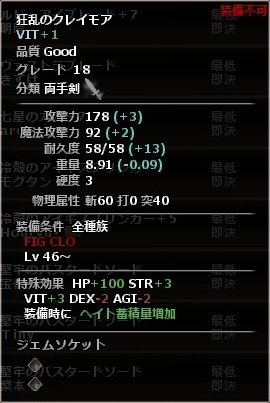 装備不可
狂乱のクレイモア
VIT+1
品質 Good
グレード 18
分類 両手剣
攻撃力 178 (+3)
魔法攻撃力 92 (+2)
耐久度 58/58 (+13)
重量 8.91 (-0.09)
硬度 3
物理属性 斬60 打0 突40
装備条件 全種族
FIG CLO
Lv 46～
特殊効果 HP+100 STR+3
VIT+3 DEX-2 AGI-2
装備時に ヘイト蓄積量増加
ジェムソケット